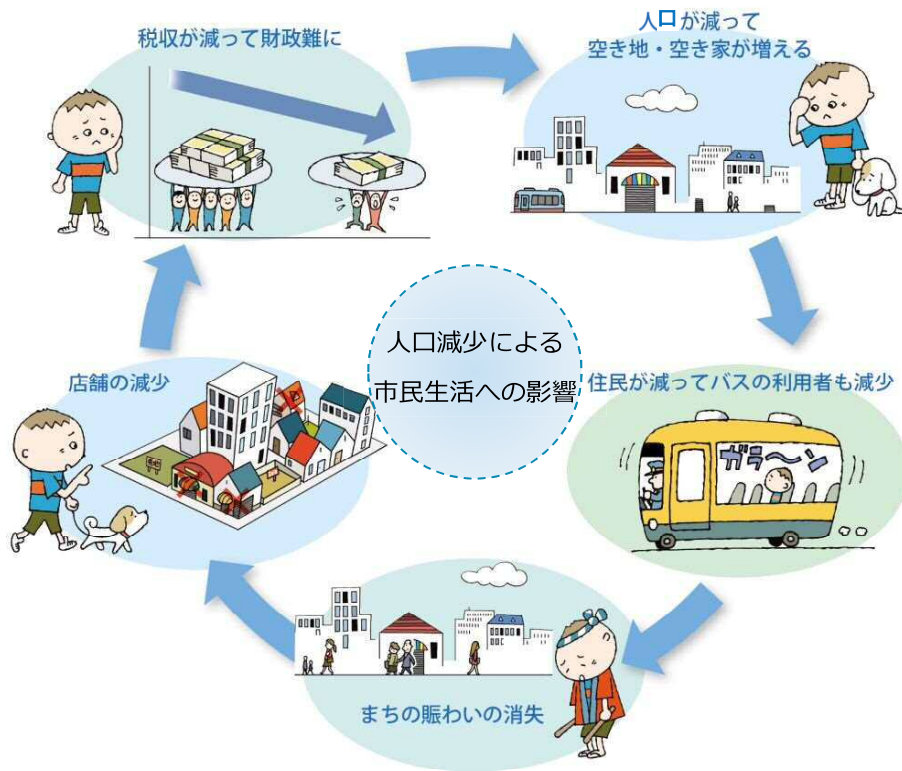 税収が減って財政難に
人口が減って
空き地・空き家が増える
人口減少による
市民生活への影響
店舗の減少
住民が減ってバスの利用者も減少
ガラ〜ン
まちの賑わいの消失